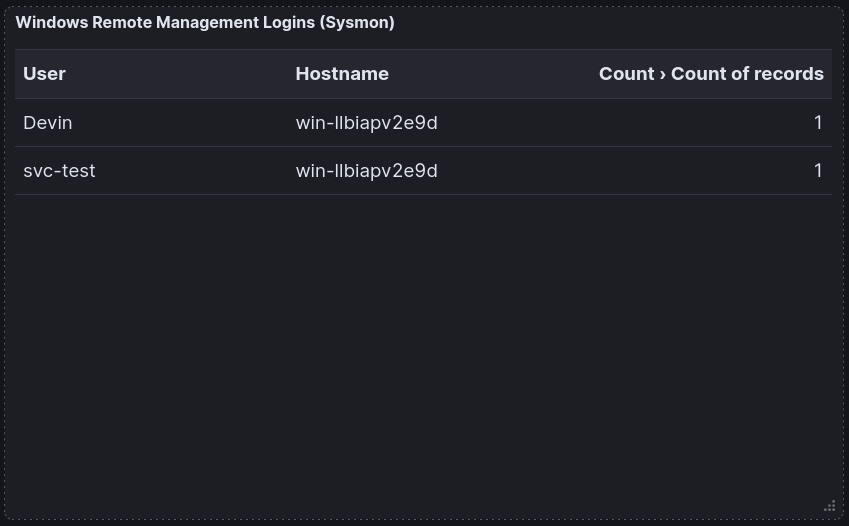 Windows Remote Management Logins (Sysmon)
User Hostname Count › Count of records
Devin win-llbiapv2e9d 1
svc-test win-llbiapv2e9d 1